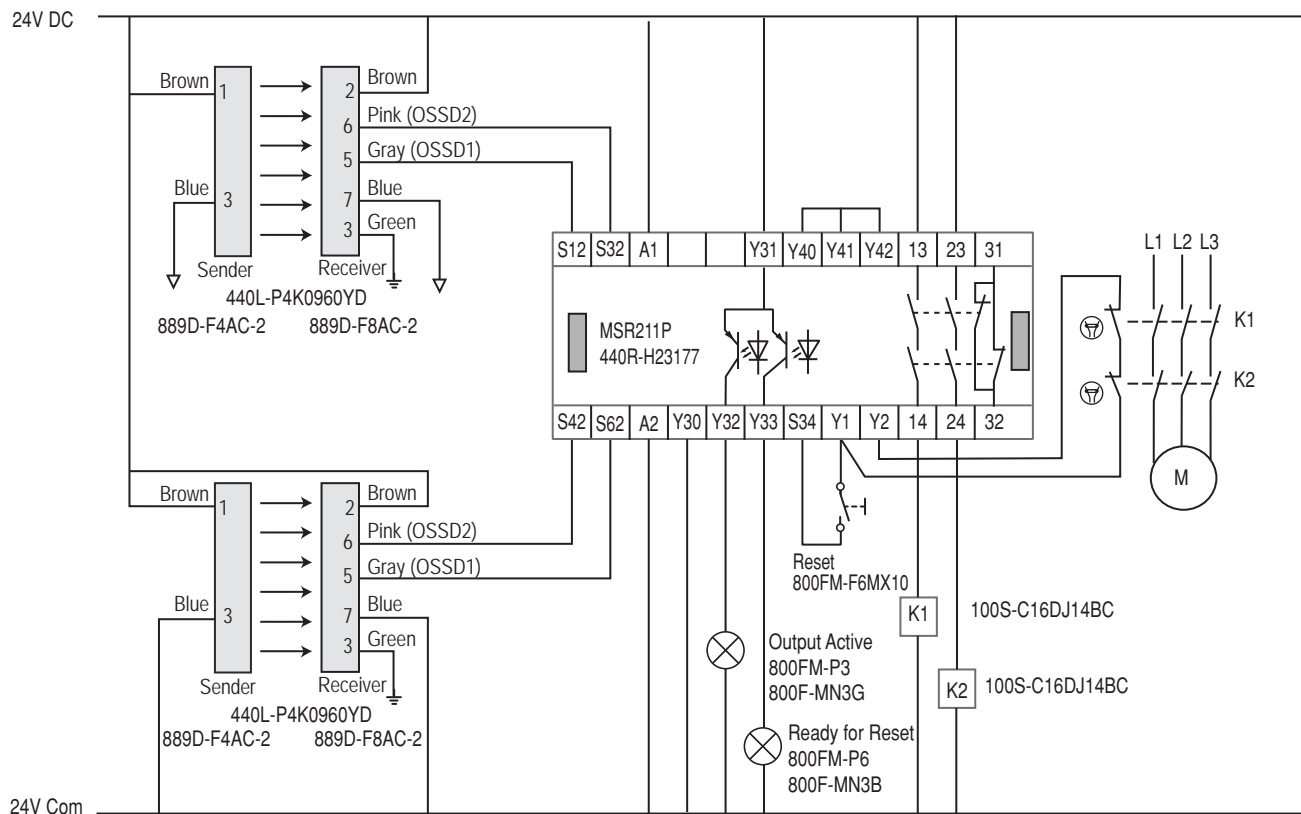 24V DC
Brown
1
2
Brown
Pink (OSSD2)
6
Gray (OSSD1)
5
Blue
3
7
Blue
3
Green
Sender
Receiver
440L-P4K0960YD
889D-F4AC-2
889D-F8AC-2
S12 S32 A1 Y31 Y40 Y41 Y42 13 23 31
MSR211P
440R-H23177
S42 S62 A2 Y30 Y32 Y33 S34 Y1 Y2 14 24 32
L1 L2 L3
K1
K2
M
Brown
1
2
Brown
Pink (OSSD2)
6
Gray (OSSD1)
5
Blue
3
7
Blue
3
Green
Sender
Receiver
440L-P4K0960YD
889D-F4AC-2
889D-F8AC-2
Reset
800FM-F6MX10
K1
100S-C16DJ14BC
Output Active
800FM-P3
800F-MN3G
K2
100S-C16DJ14BC
Ready for Reset
800FM-P6
800F-MN3B
24V Com